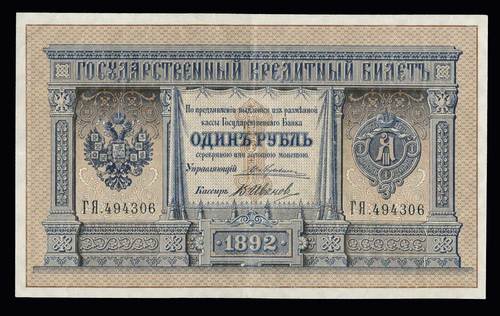 ГОСУДАРСТВЕННЫЙ КРЕДИТНЫЙ БИЛЕТЪ
По предъявленіи выдается изъ размѣнной
кассы Государственнаго Банка
ОДИНЪ РУБЛЬ
серебряною или золотою монетою.
Управляющій
Кассиръ Ивановъ
ГЯ.494306
ГЯ.494306
1892